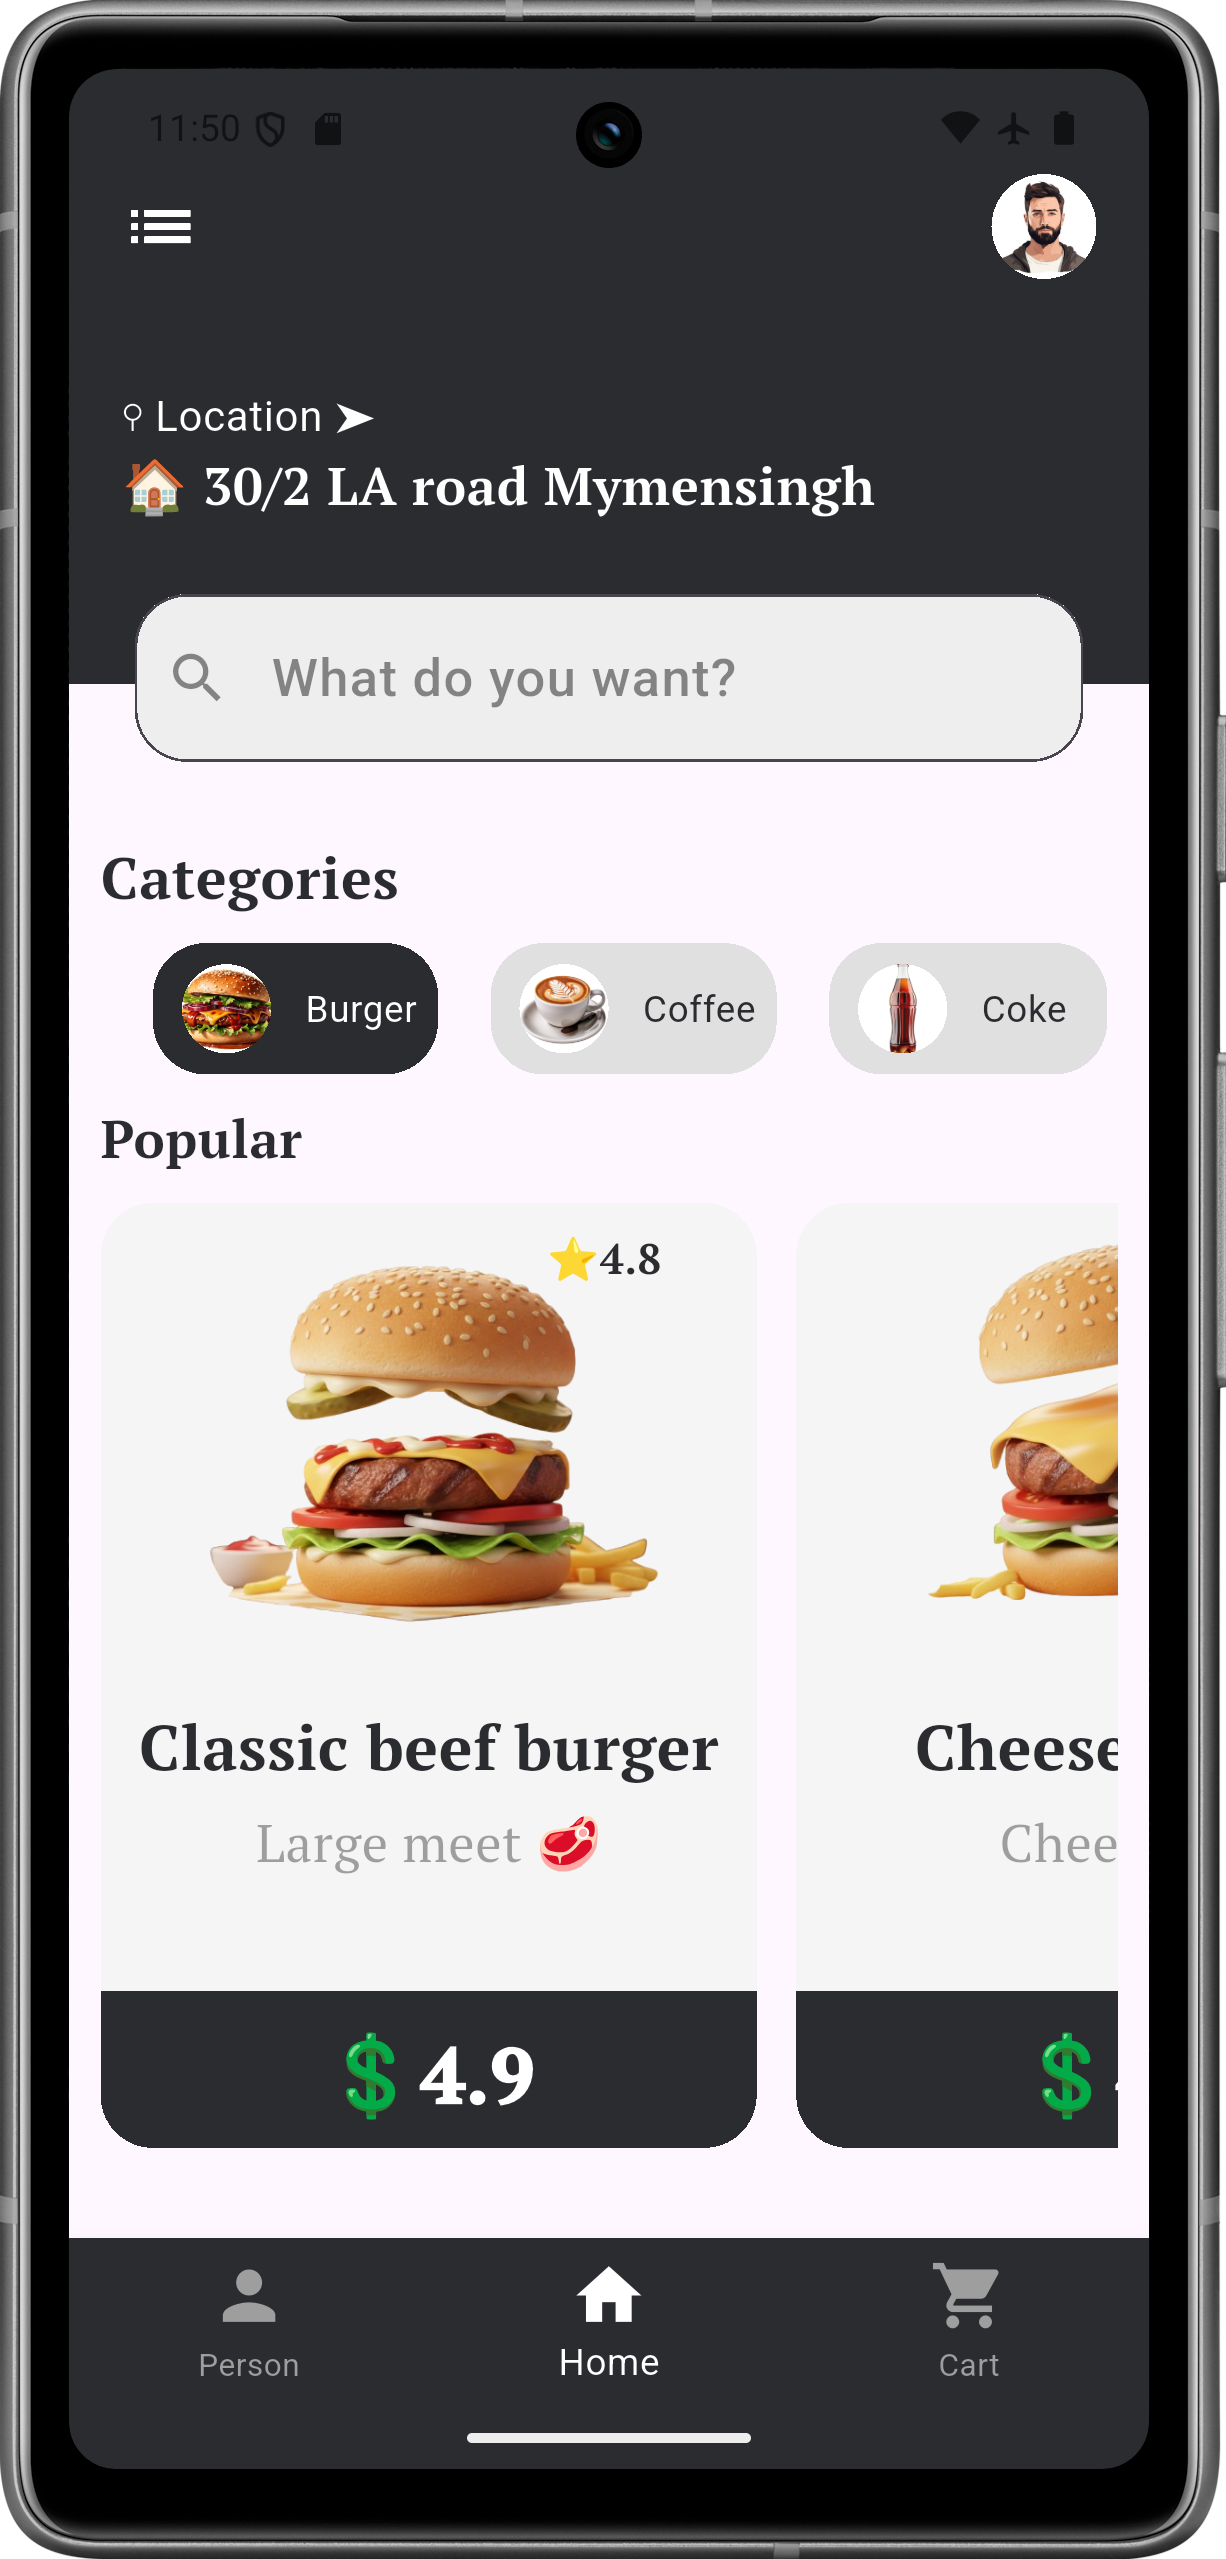 11:50
Location
30/2 LA road Mymensingh
What do you want?
Categories
Burger
Coffee
Coke
Popular
4.8
Classic beef burger
Large meet
$ 4.9
Cheese
Chee
$
Person
Home
Cart